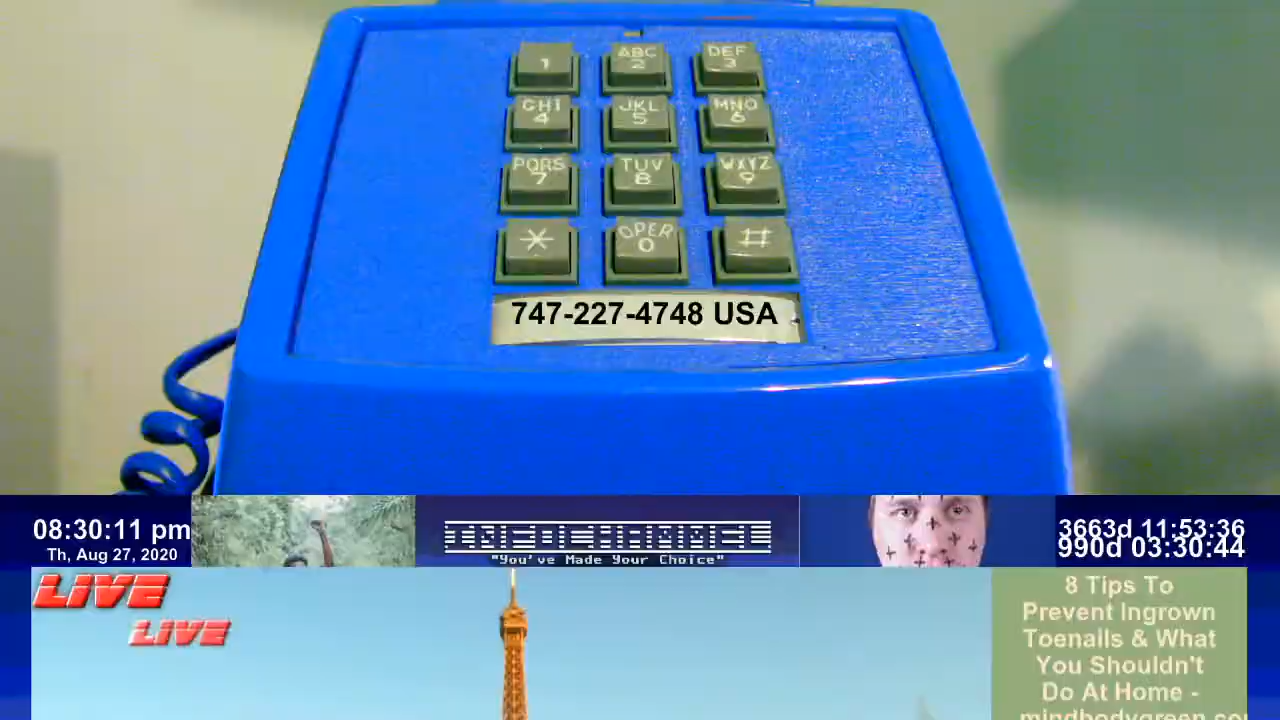 1
ABC
2
DEF
3
GHI
4
JKL
5
MNO
6
PQRS
7
TUV
8
WXYZ
9
*
OPER
0
#
747-227-4748 USA
08:30:11 pm
Th, Aug 27, 2020
"You've Made Your Choice"
3663d 11:53:36
990d 03:30:44
LIVE
LIVE
8 Tips To
Prevent Ingrown
Toenails & What
You Shouldn't
Do At Home -
mindbodygreen.co